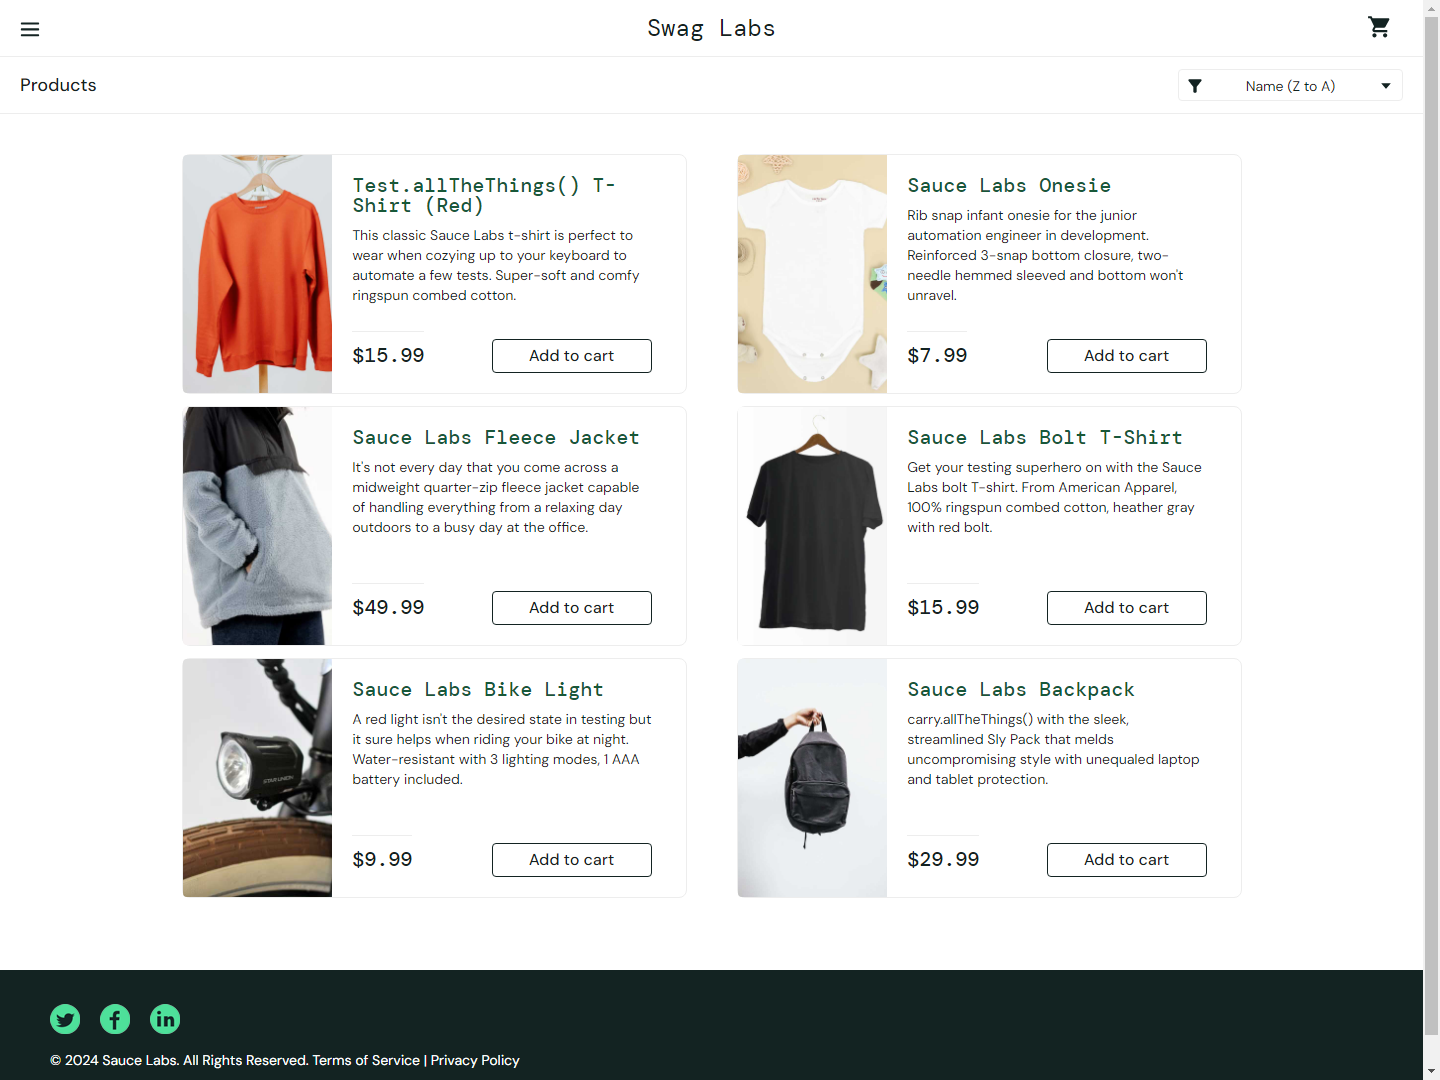 Swag Labs
Products
Name (Z to A)
Test.allTheThings() T-
Shirt (Red)
This classic Sauce Labs t-shirt is perfect to
wear when cozying up to your keyboard to
automate a few tests. Super-soft and comfy
ringspun combed cotton.
$15.99
Add to cart
Sauce Labs Onesie
Rib snap infant onesie for the junior
automation engineer in development.
Reinforced 3-snap bottom closure, two-
needle hemmed sleeved and bottom won't
unravel.
$7.99
Add to cart
Sauce Labs Fleece Jacket
It's not every day that you come across a
midweight quarter-zip fleece jacket capable
of handling everything from a relaxing day
outdoors to a busy day at the office.
$49.99
Add to cart
Sauce Labs Bolt T-Shirt
Get your testing superhero on with the Sauce
Labs bolt T-shirt. From American Apparel,
100% ringspun combed cotton, heather gray
with red bolt.
$15.99
Add to cart
STAR UNION
Sauce Labs Bike Light
A red light isn't the desired state in testing but
it sure helps when riding your bike at night.
Water-resistant with 3 lighting modes, 1 AAA
battery included.
$9.99
Add to cart
Sauce Labs Backpack
carry.allTheThings() with the sleek,
streamlined Sly Pack that melds
uncompromising style with unequaled laptop
and tablet protection.
$29.99
Add to cart
© 2024 Sauce Labs. All Rights Reserved. Terms of Service | Privacy Policy